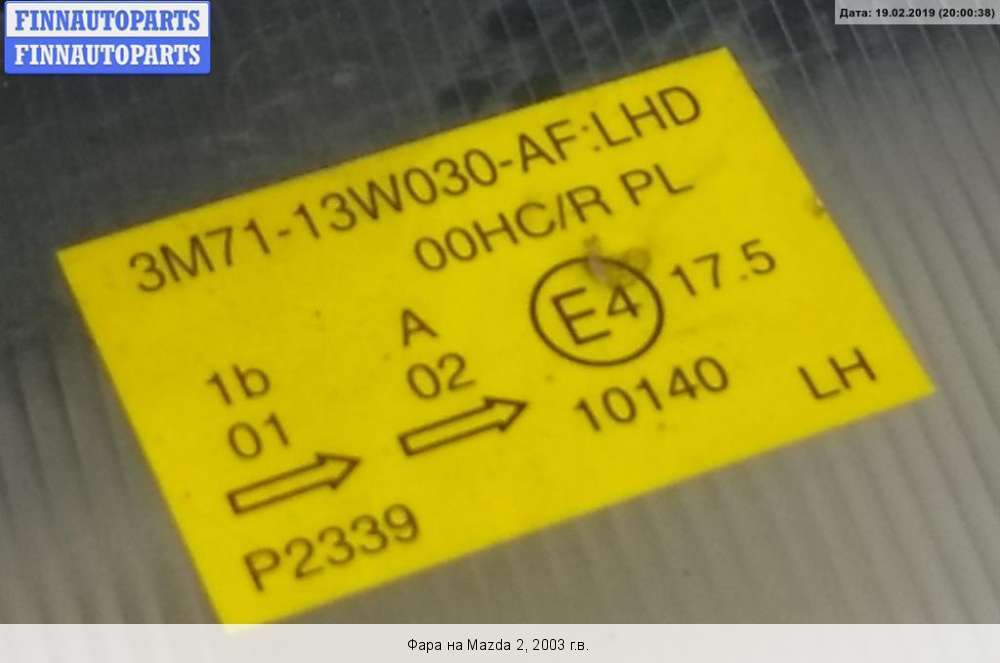 FINNAUTOPARTS
FINNAUTOPARTS
Дата: 19.02.2019 (20:00:38)
3M71-13W030-AF:LHD
00HC/R PL
1b
A
E4
17.5
01
02
10140
LH
P2339
Фара на Mazda 2, 2003 г.в.